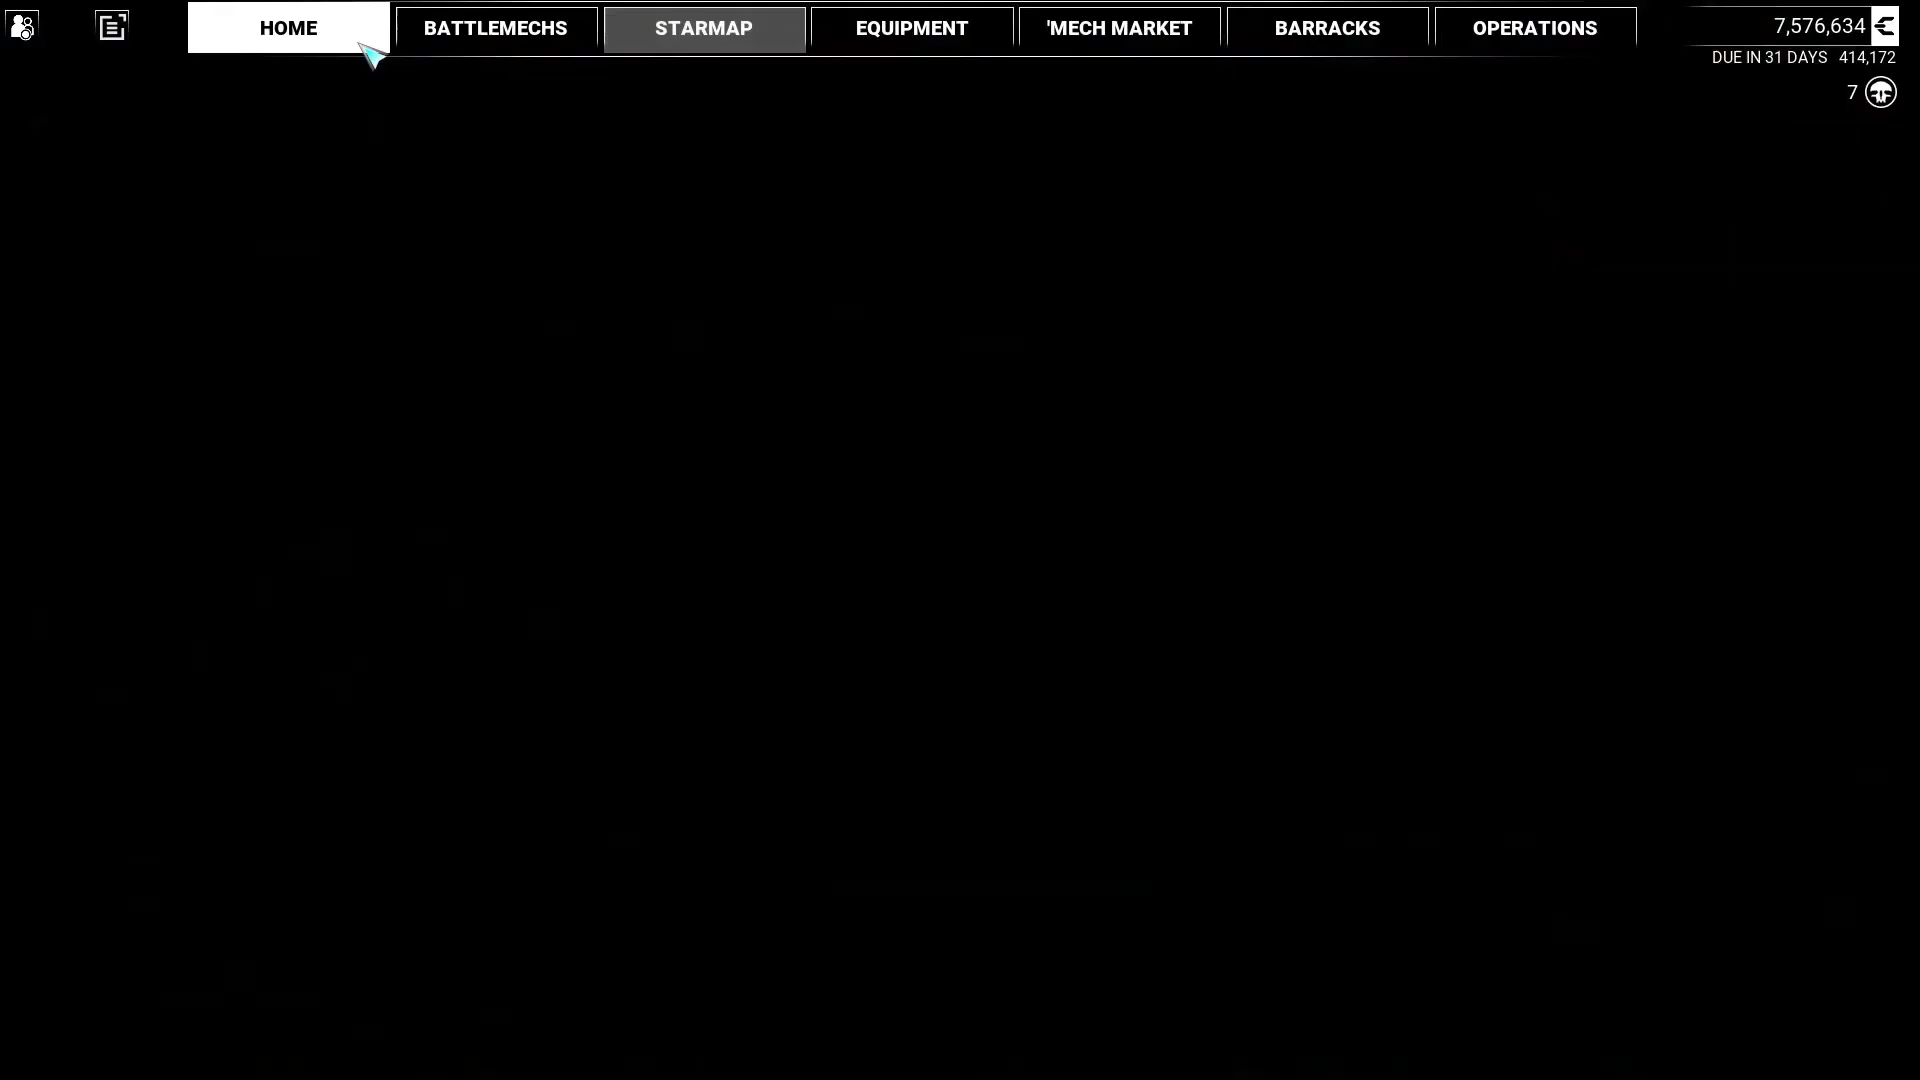 HOME
BATTLEMECHS
STARMAP
EQUIPMENT
'MECH MARKET
BARRACKS
OPERATIONS
7,576,634
DUE IN 31 DAYS 414,172
7